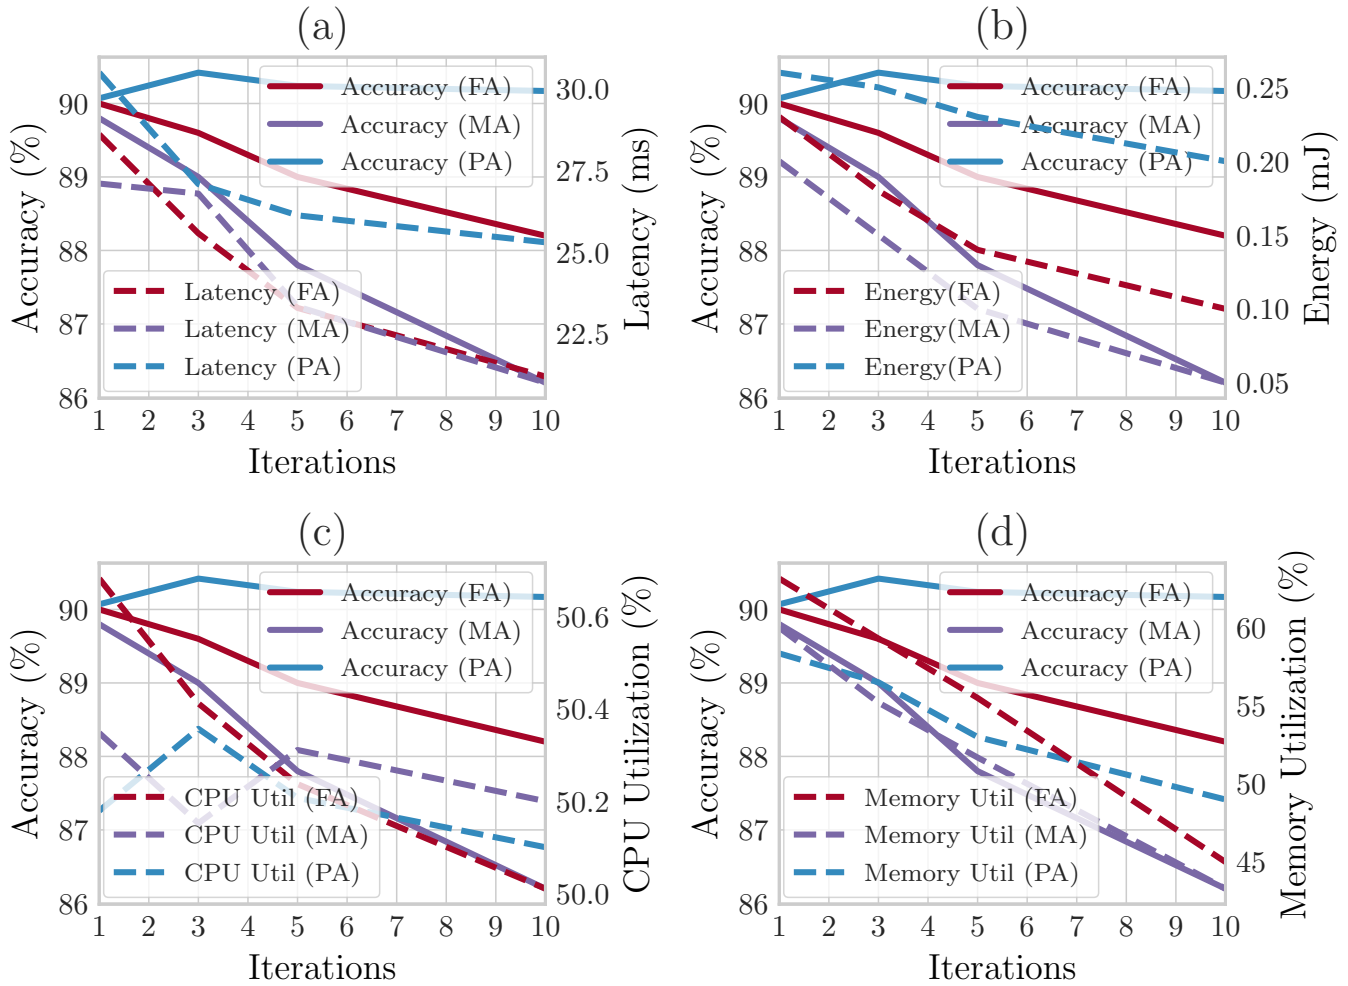 (a)
Accuracy (%)
90
89
88
87
86
Accuracy (FA)
Accuracy (MA)
Accuracy (PA)
Latency (FA)
Latency (MA)
Latency (PA)
30.0
27.5
25.0
22.5
Latency (ms)
1 2 3 4 5 6 7 8 9 10
Iterations
(b)
Accuracy (%)
90
89
88
87
86
Accuracy (FA)
Accuracy (MA)
Accuracy (PA)
Energy(FA)
Energy(MA)
Energy(PA)
0.25
0.20
0.15
0.10
0.05
Energy (mJ)
1 2 3 4 5 6 7 8 9 10
Iterations
(c)
Accuracy (%)
90
89
88
87
86
Accuracy (FA)
Accuracy (MA)
Accuracy (PA)
CPU Util (FA)
CPU Util (MA)
CPU Util (PA)
50.6
50.4
50.2
50.0
CPU Utilization (%)
1 2 3 4 5 6 7 8 9 10
Iterations
(d)
Accuracy (%)
90
89
88
87
86
Accuracy (FA)
Accuracy (MA)
Accuracy (PA)
Memory Util (FA)
Memory Util (MA)
Memory Util (PA)
60
55
50
45
Memory Utilization (%)
1 2 3 4 5 6 7 8 9 10
Iterations